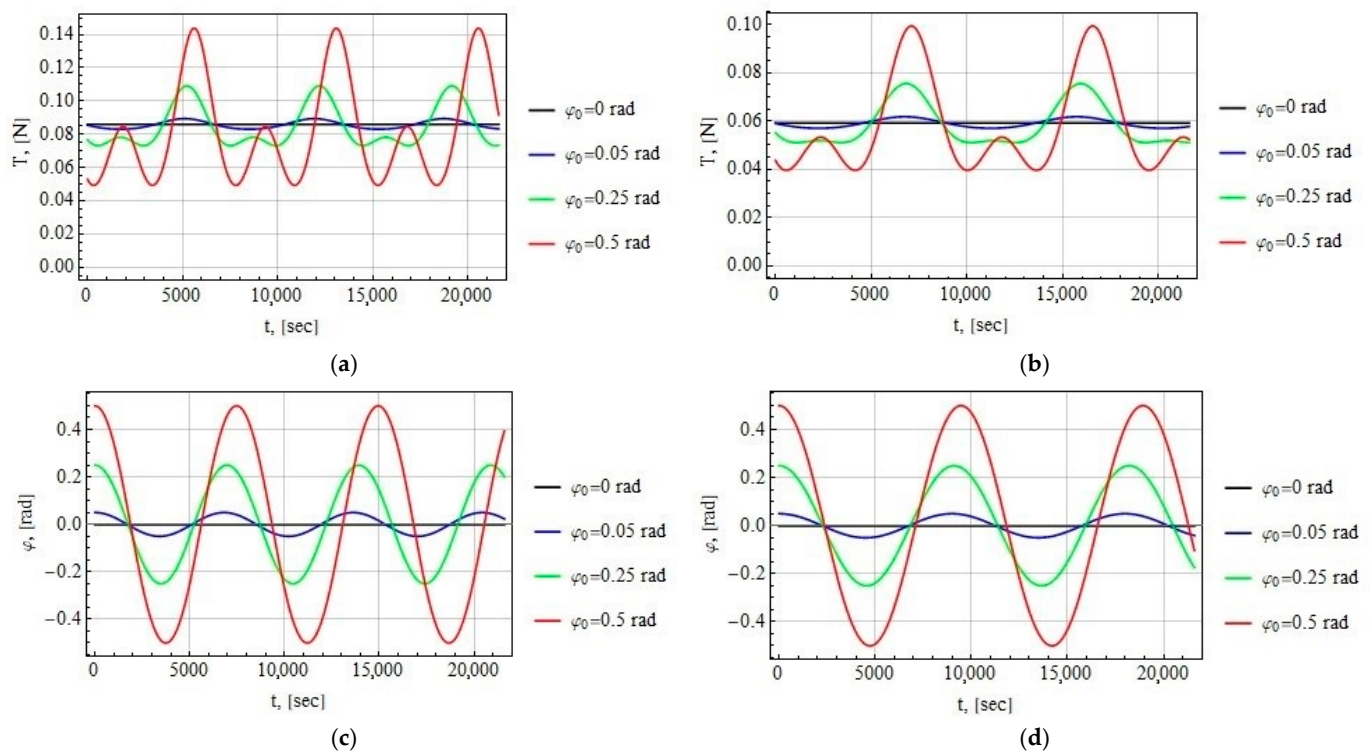 0.14
0.12
0.10
0.08
0.06
0.04
0.02
0.00
T, [N]
0
5000
10,000
15,000
20,000
t, [sec]
φ₀=0 rad
φ₀=0.05 rad
φ₀=0.25 rad
φ₀=0.5 rad
(a)
0.10
0.08
0.06
0.04
0.02
0.00
T, [N]
0
5000
10,000
15,000
20,000
t, [sec]
φ₀=0 rad
φ₀=0.05 rad
φ₀=0.25 rad
φ₀=0.5 rad
(b)
0.4
0.2
0.0
−0.2
−0.4
φ, [rad]
0
5000
10,000
15,000
20,000
t, [sec]
φ₀=0 rad
φ₀=0.05 rad
φ₀=0.25 rad
φ₀=0.5 rad
(c)
0.4
0.2
0.0
−0.2
−0.4
φ, [rad]
0
5000
10,000
15,000
20,000
t, [sec]
φ₀=0 rad
φ₀=0.05 rad
φ₀=0.25 rad
φ₀=0.5 rad
(d)